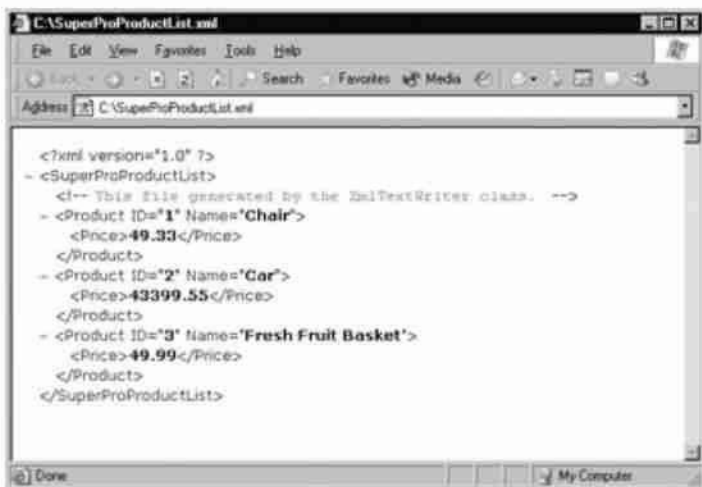 C:\SuperProProductList.xml
File Edit View Favorites Tools Help
Back Search Favorites Media
Address C:\SuperProProductList.xml
<?xml version="1.0" ?>
- <SuperProProductList>
<!-- This file generated by the XmlTextWriter class. -->
- <Product ID="1" Name="Chair">
<Price>49.33</Price>
</Product>
- <Product ID="2" Name="Car">
<Price>43399.55</Price>
</Product>
- <Product ID="3" Name="Fresh Fruit Basket">
<Price>49.99</Price>
</Product>
</SuperProProductList>
Done My Computer